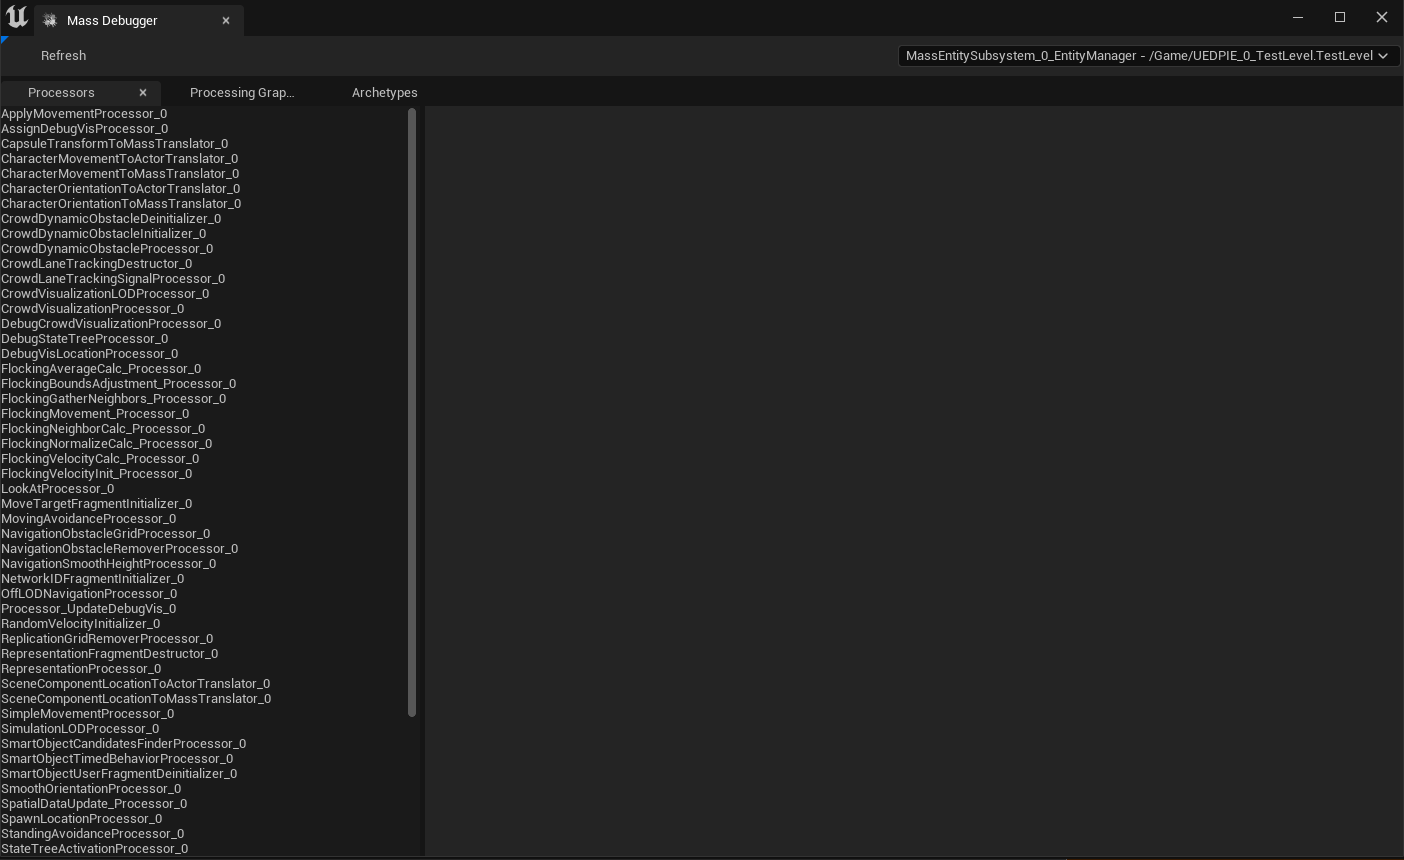 Mass Debugger
Refresh
MassEntitySubsystem_0_EntityManager - /Game/UEDPIE_0_TestLevel.TestLevel
Processors
Processing Grap...
Archetypes
ApplyMovementProcessor_0
AssignDebugVisProcessor_0
CapsuleTransformToMassTranslator_0
CharacterMovementToActorTranslator_0
CharacterMovementToMassTranslator_0
CharacterOrientationToActorTranslator_0
CharacterOrientationToMassTranslator_0
CrowdDynamicObstacleDeinitializer_0
CrowdDynamicObstacleInitializer_0
CrowdDynamicObstacleProcessor_0
CrowdLaneTrackingDestructor_0
CrowdLaneTrackingSignalProcessor_0
CrowdVisualizationLODProcessor_0
CrowdVisualizationProcessor_0
DebugCrowdVisualizationProcessor_0
DebugStateTreeProcessor_0
DebugVisLocationProcessor_0
FlockingAverageCalc_Processor_0
FlockingBoundsAdjustment_Processor_0
FlockingGatherNeighbors_Processor_0
FlockingMovement_Processor_0
FlockingNeighborCalc_Processor_0
FlockingNormalizeCalc_Processor_0
FlockingVelocityCalc_Processor_0
FlockingVelocityInit_Processor_0
LookAtProcessor_0
MoveTargetFragmentInitializer_0
MovingAvoidanceProcessor_0
NavigationObstacleGridProcessor_0
NavigationObstacleRemoverProcessor_0
NavigationSmoothHeightProcessor_0
NetworkIDFragmentInitializer_0
OffLODNavigationProcessor_0
Processor_UpdateDebugVis_0
RandomVelocityInitializer_0
ReplicationGridRemoverProcessor_0
RepresentationFragmentDestructor_0
RepresentationProcessor_0
SceneComponentLocationToActorTranslator_0
SceneComponentLocationToMassTranslator_0
SimpleMovementProcessor_0
SimulationLODProcessor_0
SmartObjectCandidatesFinderProcessor_0
SmartObjectTimedBehaviorProcessor_0
SmartObjectUserFragmentDeinitializer_0
SmoothOrientationProcessor_0
SpatialDataUpdate_Processor_0
SpawnLocationProcessor_0
StandingAvoidanceProcessor_0
StateTreeActivationProcessor_0